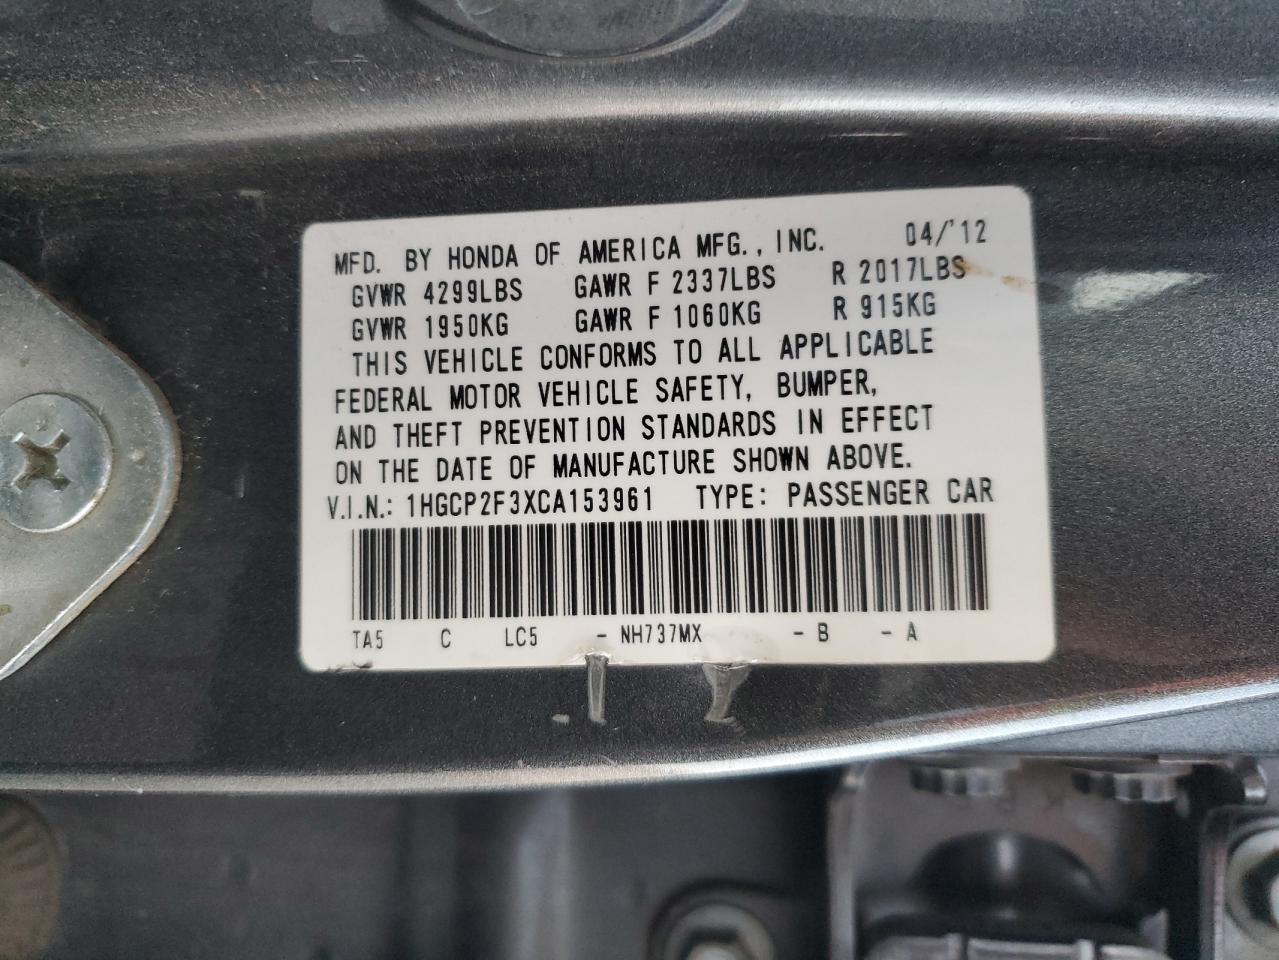 MFD. BY HONDA OF AMERICA MFG., INC. 04/'12
GVWR 4299LBS GAWR F 2337LBS R 2017LBS
GVWR 1950KG GAWR F 1060KG R 915KG
THIS VEHICLE CONFORMS TO ALL APPLICABLE
FEDERAL MOTOR VEHICLE SAFETY, BUMPER,
AND THEFT PREVENTION STANDARDS IN EFFECT
ON THE DATE OF MANUFACTURE SHOWN ABOVE.
V.I.N.: 1HGCP2F3XCA153961 TYPE: PASSENGER CAR
TA5 C LC5 - NH737MX - B - A